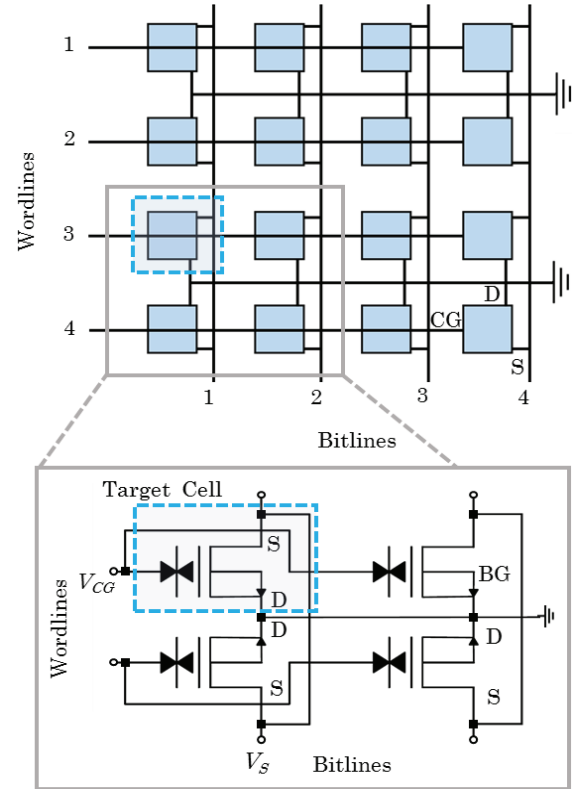 1
2
Wordlines
3
D
4
CG
S
1
2
3
4
Bitlines
Target Cell
S
V_CG
BG
D
D
D
Wordlines
S
S
V_S
Bitlines